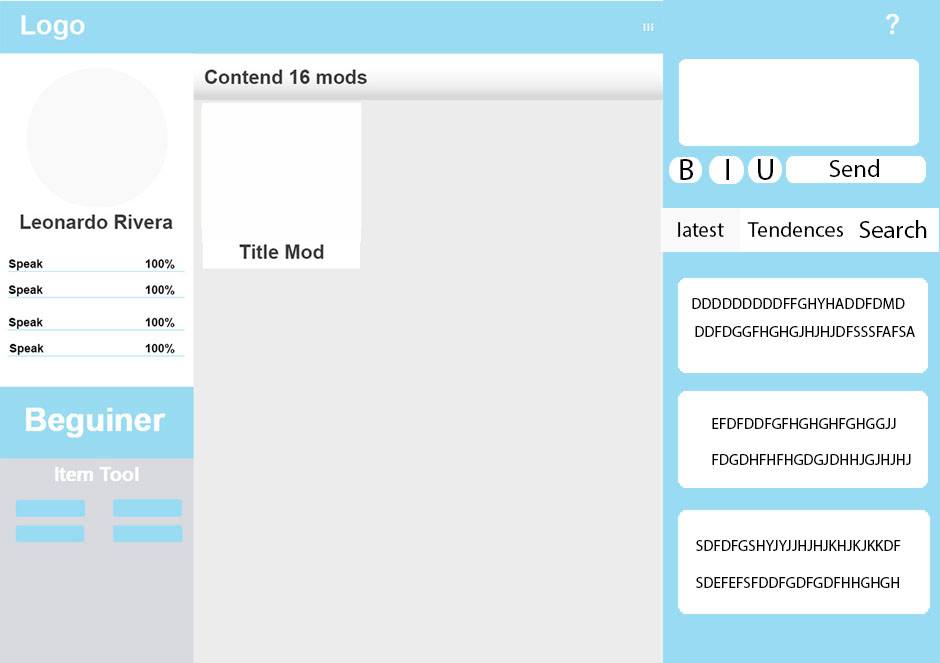 Logo
?
Contend 16 mods
Leonardo Rivera
Speak 100%
Speak 100%
Speak 100%
Speak 100%
Beguiner
Item Tool
Title Mod
B I U Send
latest Tendences Search
DDDDDDDDDFFGHYHADDFDMD
DDFDGGFHGHGJHJHJDFSSSFAFSA
EFDFDDFGFHGHGHFGHGGJJ
FDGDHFHFHGDGJDHHJGJHJHJ
SDFDFGSHYJYJJHJHJKHJKJKKDF
SDEFEFSFDDFGDFGDFHHGHGH